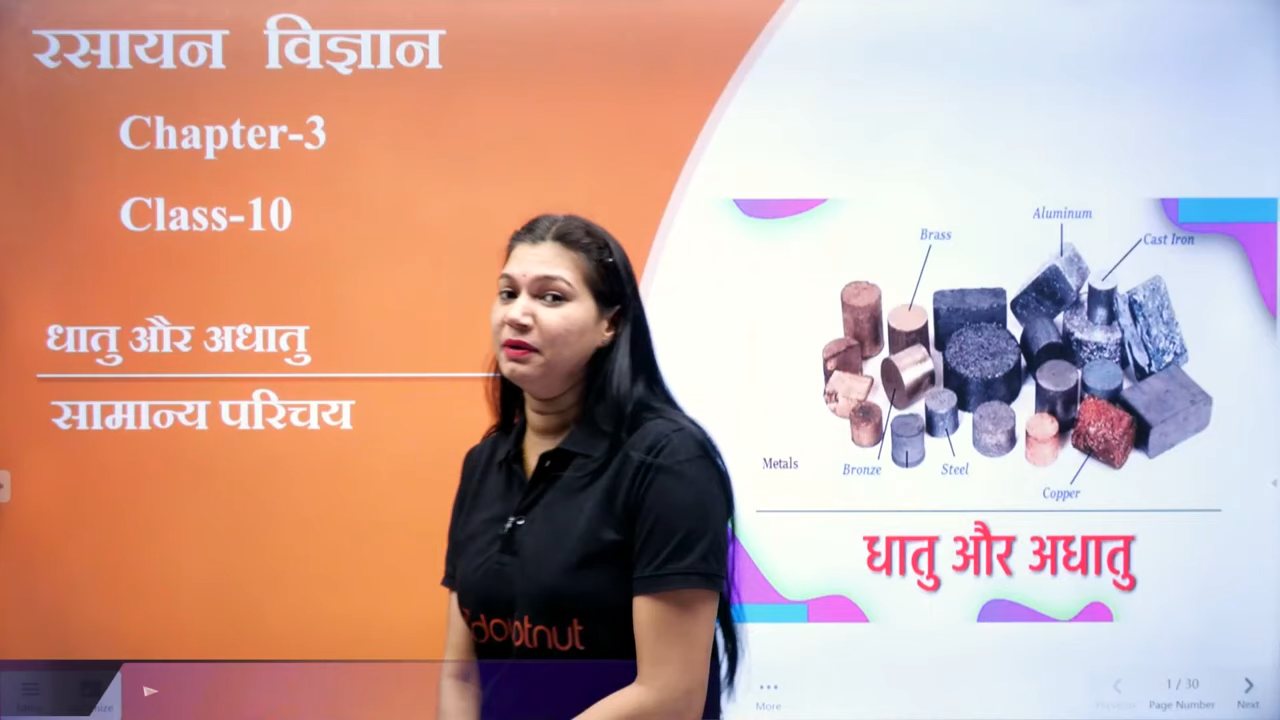 रसायन विज्ञान
Chapter-3
Class-10
धातु और अधातु
सामान्य परिचय
Aluminum
Brass
Cast Iron
Metals
Bronze
Steel
Copper
धातु और अधातु
doubtnut
More
1 / 30
Page Number
Next